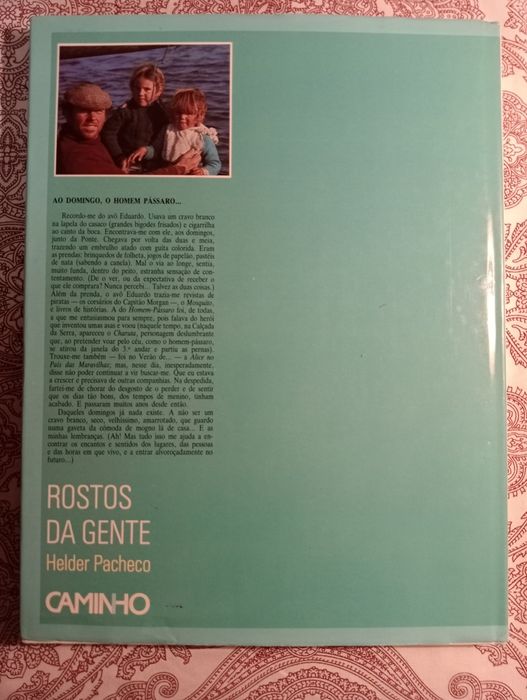 AO DOMINGO, O HOMEM PÁSSARO...
Recordo-me do avô Eduardo. Usava um cravo branco
na lapela do casaco (grandes bigodes frisados) e cigarrilha
ao canto da boca. Encontrava-me com ele, aos domingos,
junto da Ponte. Chegava por volta das duas e meia,
trazendo um embrulho atado com guita colorida. Eram
as prendas: brinquedos de folheta, jogos de papelão, pastéis
de nata (sabendo a canela). Mal o via ao longe, sentia,
muito funda, dentro do peito, estranha sensação de con-
tentamento. (De o ver, ou da expectativa de receber o
que ele comprara? Nunca percebi... Talvez as duas coisas.)
Além da prenda, o avô Eduardo trazia-me revistas de
piratas — m corsários do Capitão Morgan —, o Mosquito,
e livros de histórias. A do Homem-Pássaro foi, de todas,
a que me entusiasmou para sempre, pois falava do herói
que inventou umas asas e voou (naquele tempo, na Calçada
da Serra, apareceu o Charuta, personagem deslumbrante
que, ao pretender voar pelo céu, como o homem-pássaro,
se atirou da janela do 3.º andar e partiu as pernas).
Trouxe-me também — foi no Verão de... — a Alice no
País das Maravilhas; mas, nesse dia, inesperadamente,
disse não poder continuar a vir buscar-me. Que eu estava
a crescer e precisava de outras companhias. Na despedida,
fartei-me de chorar do desgosto de o perder e de sentir
que os dias tão bons, dos tempos de menino, tinham
acabado. E passaram muitos anos desde então.
Daqueles domingos já nada existe. A não ser um
cravo branco, seco, velhíssimo, amarrotado, que guardo
numa gaveta da cómoda de mogno lá de casa... E as
minhas lembranças. (Ah! Mas tudo isso me ajuda a en-
contrar os encantos e sentidos dos lugares, das pessoas
e das horas em que vivo, e a entrar alvoroçadamente no
futuro...)
ROSTOS
DA GENTE
Helder Pacheco
CAMINHO